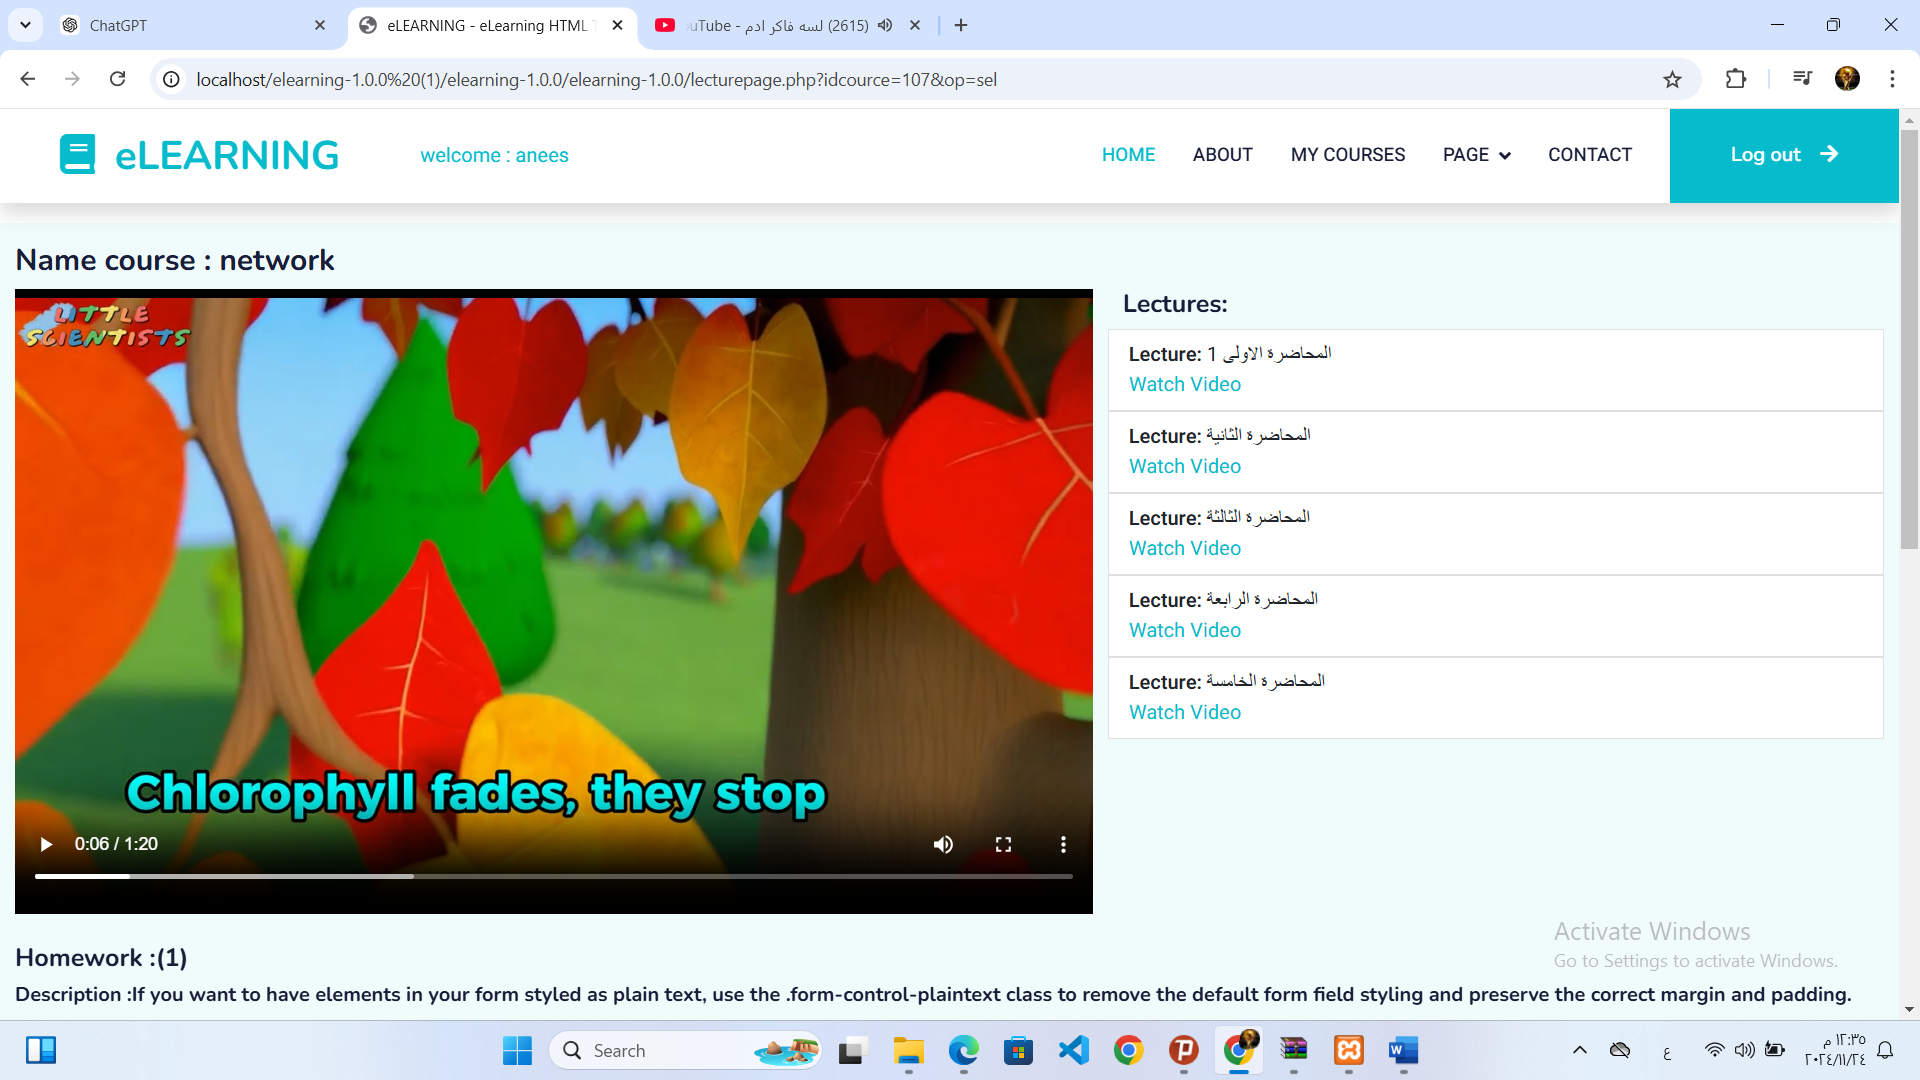 ChatGPT
eLEARNING - eLearning HTML T
(2615) لسه فاكر ادم - uTube
localhost/elearning-1.0.0%20(1)/elearning-1.0.0/elearning-1.0.0/lecturepage.php?idcource=107&op=sel
eLEARNING
welcome : anees
HOME
ABOUT
MY COURSES
PAGE
CONTACT
Log out
Name course : network
LITTLE
SCIENTISTS
Chlorophyll fades, they stop
0:06 / 1:20
Lectures:
Lecture: المحاضرة الاولى 1
Watch Video
Lecture: المحاضرة الثانية
Watch Video
Lecture: المحاضرة الثالثة
Watch Video
Lecture: المحاضرة الرابعة
Watch Video
Lecture: المحاضرة الخامسة
Watch Video
Activate Windows
Go to Settings to activate Windows.
Homework :(1)
Description :If you want to have elements in your form styled as plain text, use the .form-control-plaintext class to remove the default form field styling and preserve the correct margin and padding.
Search
ع
١٢:٣٥ م
٢٠٢٤/١١/٢٤